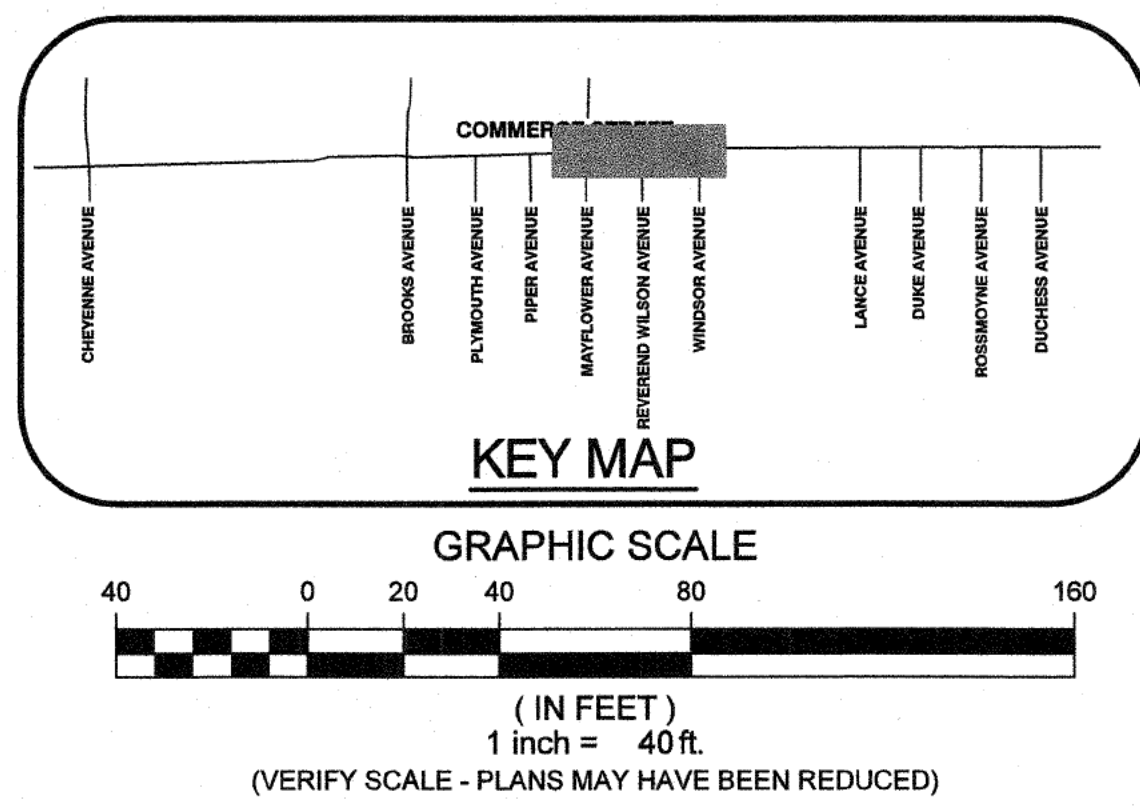 COMMERCE STREET
CHEYENNE AVENUE
BROOKS AVENUE
PLYMOUTH AVENUE
PIPER AVENUE
MAYFLOWER AVENUE
REVEREND WILSON AVENUE
WINDSOR AVENUE
LANCE AVENUE
DUKE AVENUE
ROSSMOYNE AVENUE
DUCHESS AVENUE
KEY MAP
GRAPHIC SCALE
40 0 20 40 80 160
( IN FEET )
1 inch = 40 ft.
(VERIFY SCALE - PLANS MAY HAVE BEEN REDUCED)